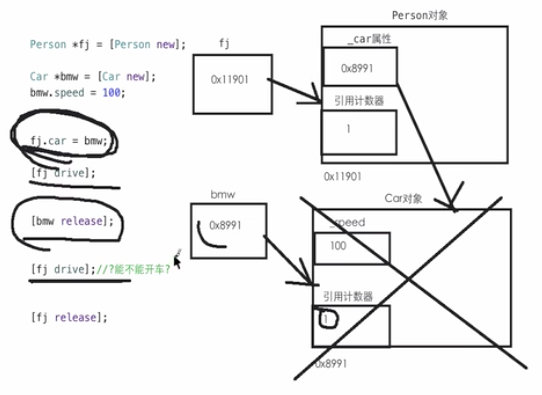 Person *fj = [Person new];
Car *bmw = [Car new];
bmw.speed = 100;
fj.car = bmw;
[fj drive];
[bmw release];
[fj drive];//?能不能开车?
[fj release];
fj
0x11901
Person对象
_car属性
0x8991
引用计数器
1
0x11901
bmw
0x8991
Car对象
_speed
100
引用计数器
1
0x8991